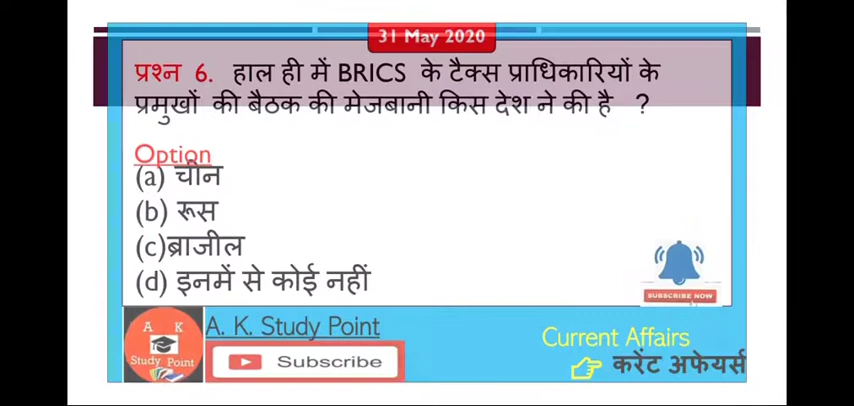 31 May 2020
प्रश्न 6. हाल ही में BRICS के टैक्स प्राधिकारियों के
प्रमुखों की बैठक की मेजबानी किस देश ने की है ?
Option
(a) चीन
(b) रूस
(c)ब्राजील
(d) इनमें से कोई नहीं
SUBSCRIBE NOW
A K
Study Point
A. K. Study Point
Subscribe
Current Affairs
करेंट अफेयर्स